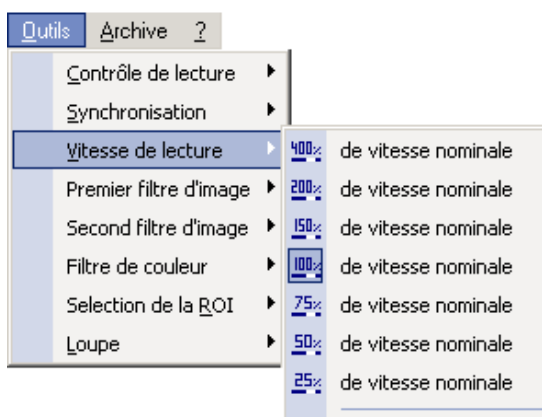 Outils Archive ?
Contrôle de lecture
Synchronisation
Vitesse de lecture
Premier filtre d'image
Second filtre d'image
Filtre de couleur
Selection de la ROI
Loupe
400% de vitesse nominale
200% de vitesse nominale
150% de vitesse nominale
100% de vitesse nominale
75% de vitesse nominale
50% de vitesse nominale
25% de vitesse nominale